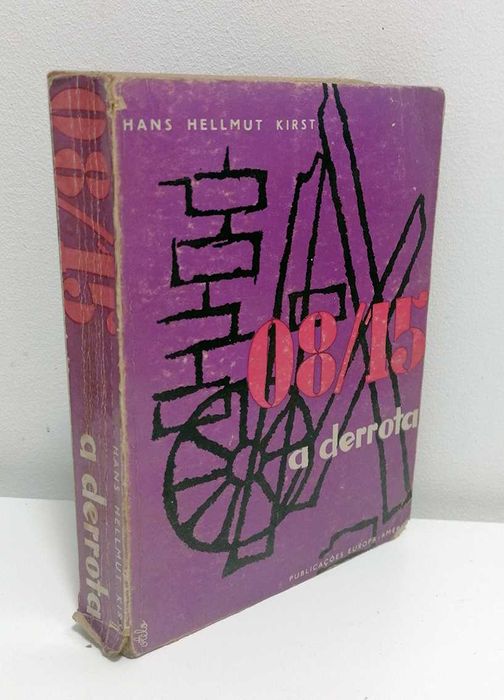 HANS HELLMUT KIRST
08/15
a derrota
PUBLICAÇÕES EUROPA-AMÉRICA
08/15
a derrota
HANS HELLMUT KIRST